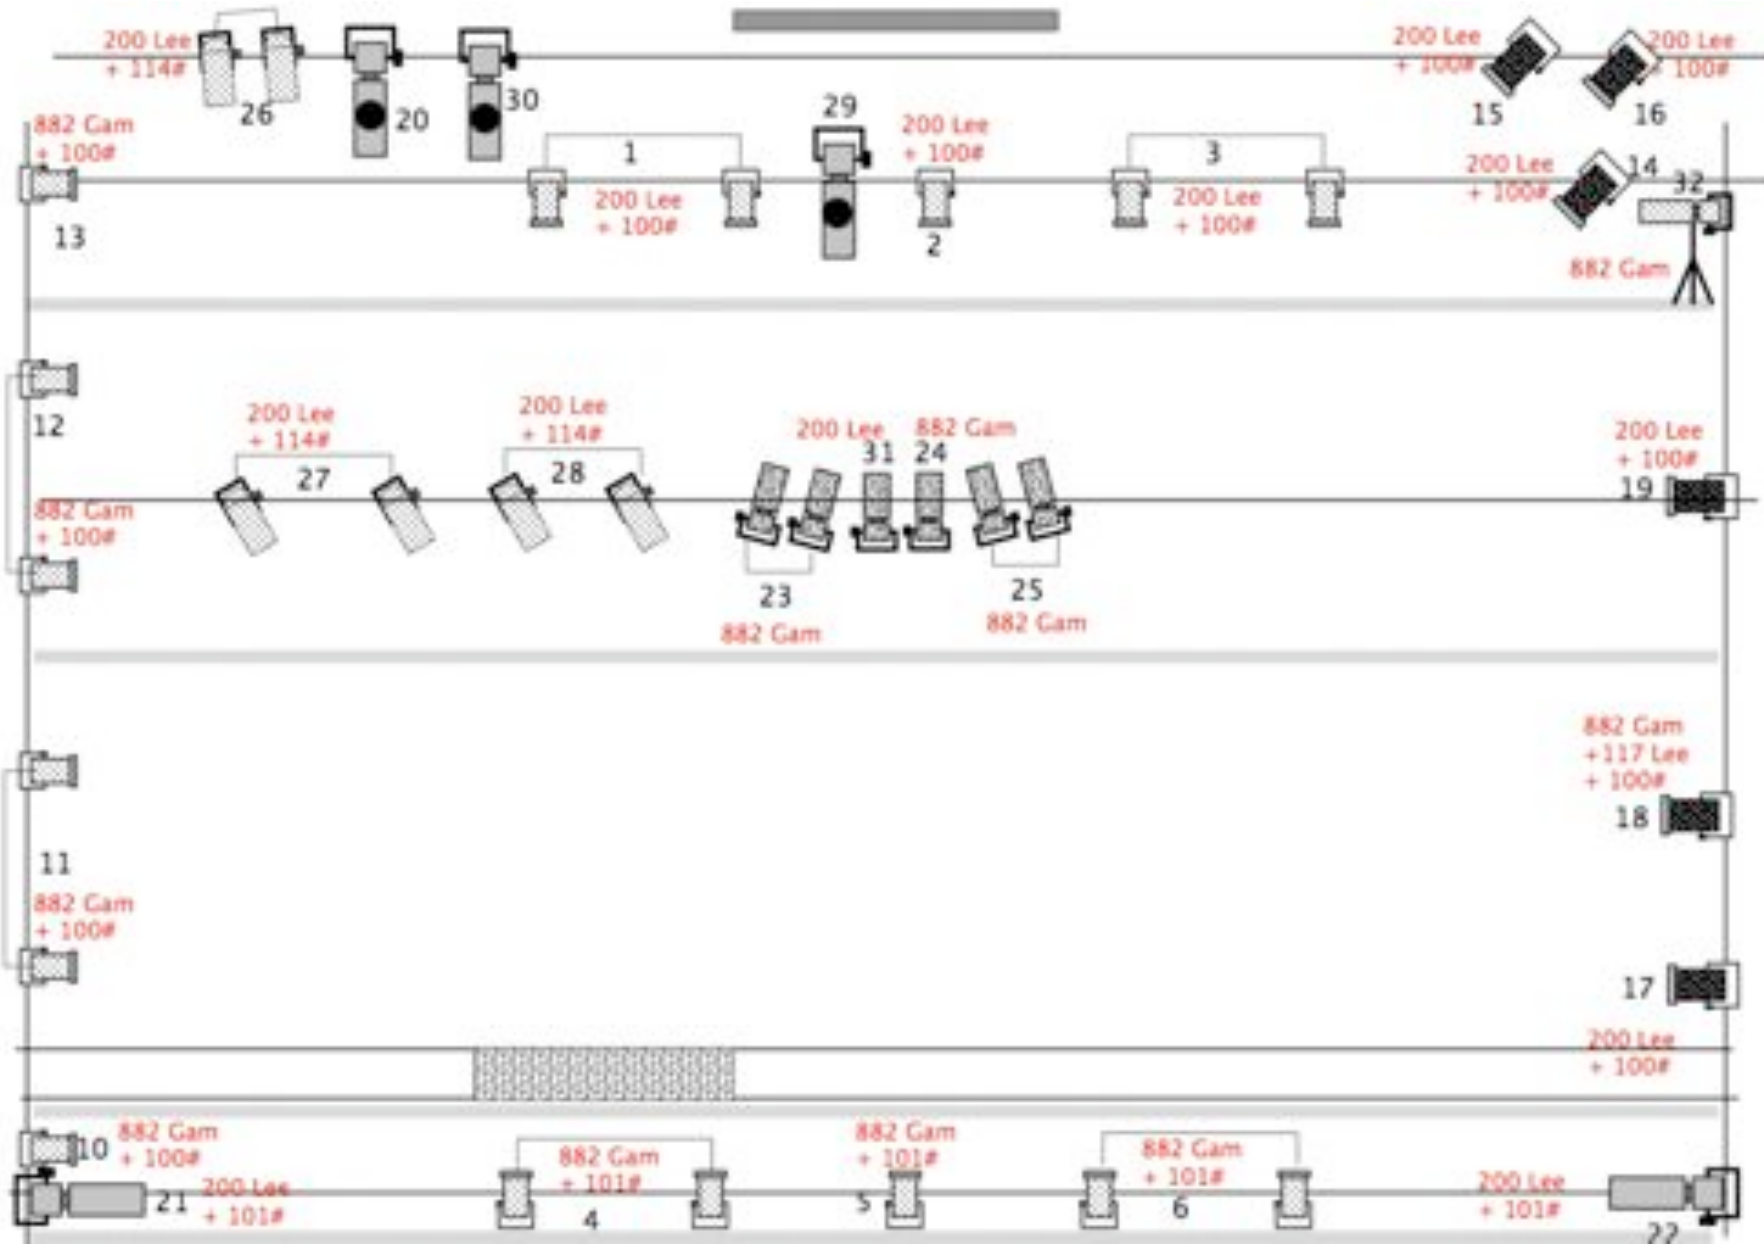 200 Lee
+ 114#
26
20
30
29
200 Lee
+ 100#
200 Lee
+ 100#
15
16
882 Gam
+ 100#
13
1
200 Lee
+ 100#
200 Lee
+ 100#
2
3
200 Lee
+ 100#
200 Lee
+ 100#
14
32
882 Gam
12
882 Gam
+ 100#
200 Lee
+ 114#
27
200 Lee
+ 114#
28
200 Lee
31
882 Gam
24
23
882 Gam
25
882 Gam
200 Lee
+ 100#
19
882 Gam
+117 Lee
+ 100#
18
11
882 Gam
+ 100#
17
200 Lee
+ 100#
10
882 Gam
+ 100#
21
200 Lee
+ 101#
882 Gam
+ 101#
4
882 Gam
+ 101#
5
882 Gam
+ 101#
6
200 Lee
+ 101#
22